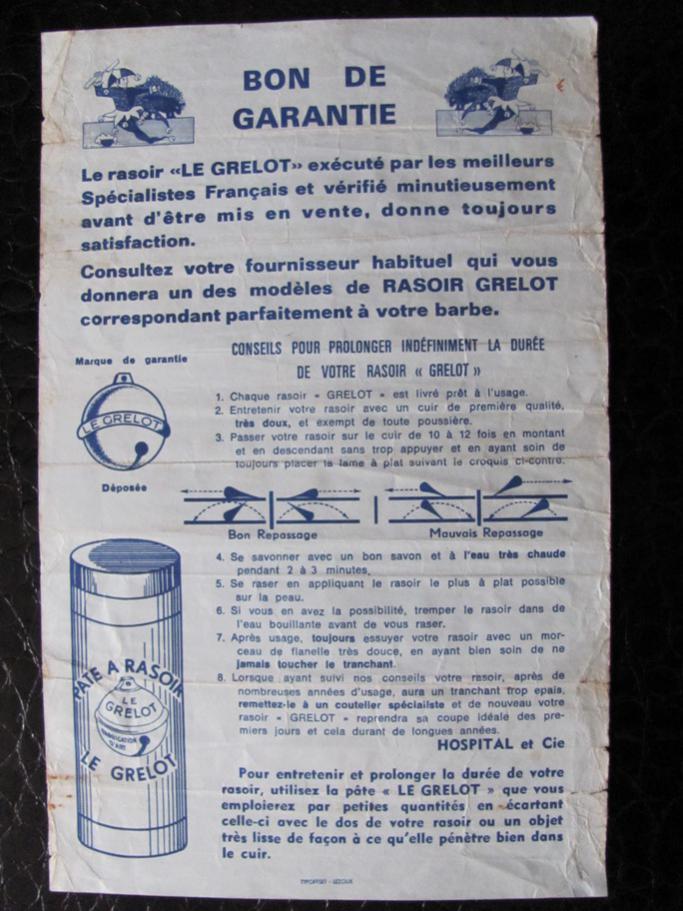 BON DE
GARANTIE
Le rasoir «LE GRELOT» exécuté par les meilleurs
Spécialistes Français et vérifié minutieusement
avant d'être mis en vente, donne toujours
satisfaction.
Consultez votre fournisseur habituel qui vous
donnera un des modèles de RASOIR GRELOT
correspondant parfaitement à votre barbe.
CONSEILS POUR PROLONGER INDÉFINIMENT LA DURÉE
DE VOTRE RASOIR « GRELOT »
Marque de garantie
LE GRELOT
Déposée
1. Chaque rasoir « GRELOT » est livré prêt à l'usage.
2. Entretenir votre rasoir avec un cuir de première qualité,
très doux, et exempt de toute poussière.
3. Passer votre rasoir sur le cuir de 10 à 12 fois en montant
et en descendant sans trop appuyer et en ayant soin de
toujours placer la lame à plat suivant le croquis ci-contre.
Bon Repassage
Mauvais Repassage
4. Se savonner avec un bon savon et à l'eau très chaude
pendant 2 à 3 minutes.
5. Se raser en appliquant le rasoir le plus à plat possible
sur la peau.
6. Si vous en avez la possibilité, tremper le rasoir dans de
l'eau bouillante avant de vous raser.
7. Après usage, toujours essuyer votre rasoir avec un mor-
ceau de flanelle très douce, en ayant bien soin de ne
jamais toucher le tranchant.
8. Lorsque ayant suivi nos conseils votre rasoir, après de
nombreuses années d'usage, aura un tranchant trop épais,
remettez-le à un coutelier spécialiste et de nouveau votre
rasoir « GRELOT » reprendra sa coupe idéale des pre-
miers jours et cela durant de longues années.
HOSPITAL et Cie
PATE A RASOIR
LE
GRELOT
FABRICATION
D'ART
LE GRELOT
Pour entretenir et prolonger la durée de votre
rasoir, utilisez la pâte « LE GRELOT » que vous
emploierez par petites quantités en écartant
celle-ci avec le dos de votre rasoir ou un objet
très lisse de façon à ce qu'elle pénètre bien dans
le cuir.